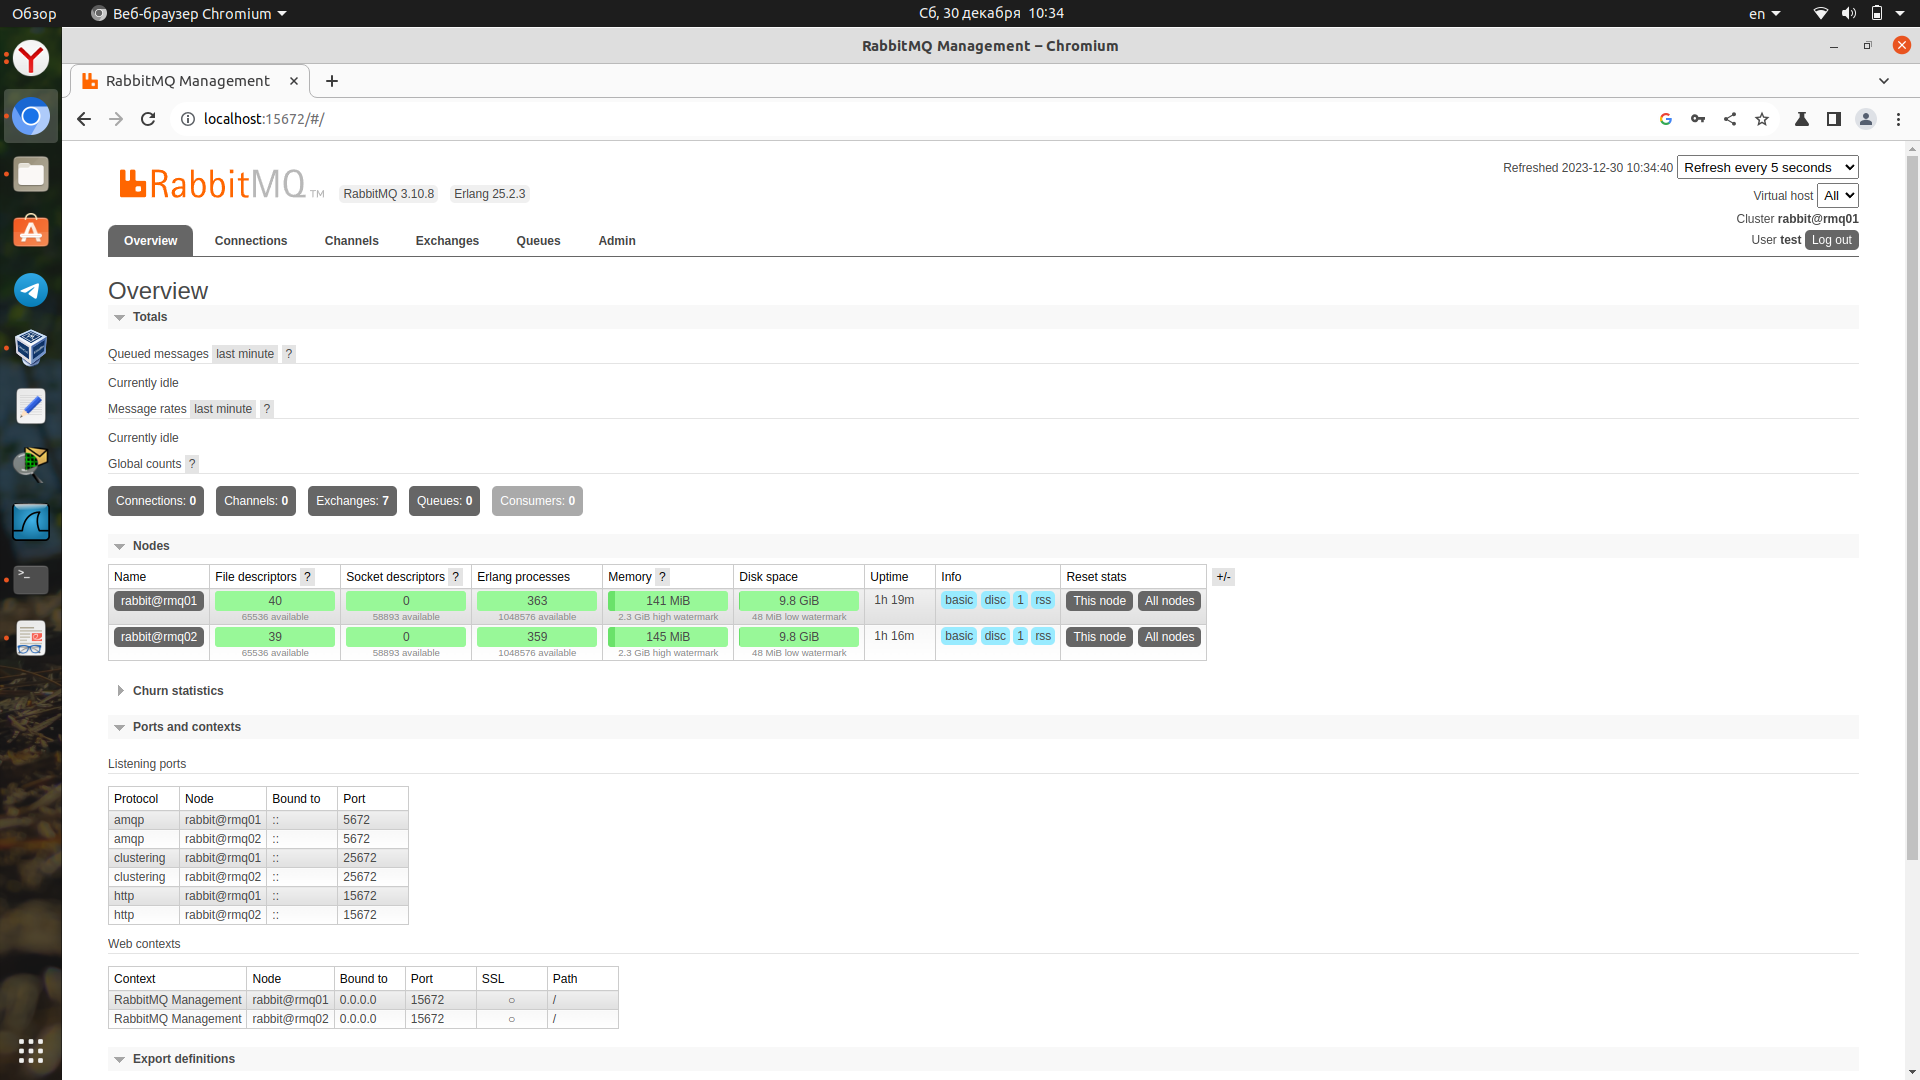 Обзор
Веб-браузер Chromium
Сб, 30 декабря 10:34
en
RabbitMQ Management – Chromium
RabbitMQ Management
localhost:15672/#/
RabbitMQ TM
RabbitMQ 3.10.8
Erlang 25.2.3
Refreshed 2023-12-30 10:34:40 Refresh every 5 seconds
Virtual host All
Cluster rabbit@rmq01
User test Log out
Overview Connections Channels Exchanges Queues Admin
Overview
Totals
Queued messages last minute ?
Currently idle
Message rates last minute ?
Currently idle
Global counts ?
Connections: 0 Channels: 0 Exchanges: 7 Queues: 0 Consumers: 0
Nodes
Name File descriptors ? Socket descriptors ? Erlang processes Memory ? Disk space Uptime Info Reset stats +/-
rabbit@rmq01 40 0 363 141 MiB 9.8 GiB 1h 19m basic disc 1 rss This node All nodes
65536 available 58893 available 1048576 available 2.3 GiB high watermark 48 MiB low watermark
rabbit@rmq02 39 0 359 145 MiB 9.8 GiB 1h 16m basic disc 1 rss This node All nodes
65536 available 58893 available 1048576 available 2.3 GiB high watermark 48 MiB low watermark
Churn statistics
Ports and contexts
Listening ports
Protocol Node Bound to Port
amqp rabbit@rmq01 :: 5672
amqp rabbit@rmq02 :: 5672
clustering rabbit@rmq01 :: 25672
clustering rabbit@rmq02 :: 25672
http rabbit@rmq01 :: 15672
http rabbit@rmq02 :: 15672
Web contexts
Context Node Bound to Port SSL Path
RabbitMQ Management rabbit@rmq01 0.0.0.0 15672 ○ /
RabbitMQ Management rabbit@rmq02 0.0.0.0 15672 ○ /
Export definitions